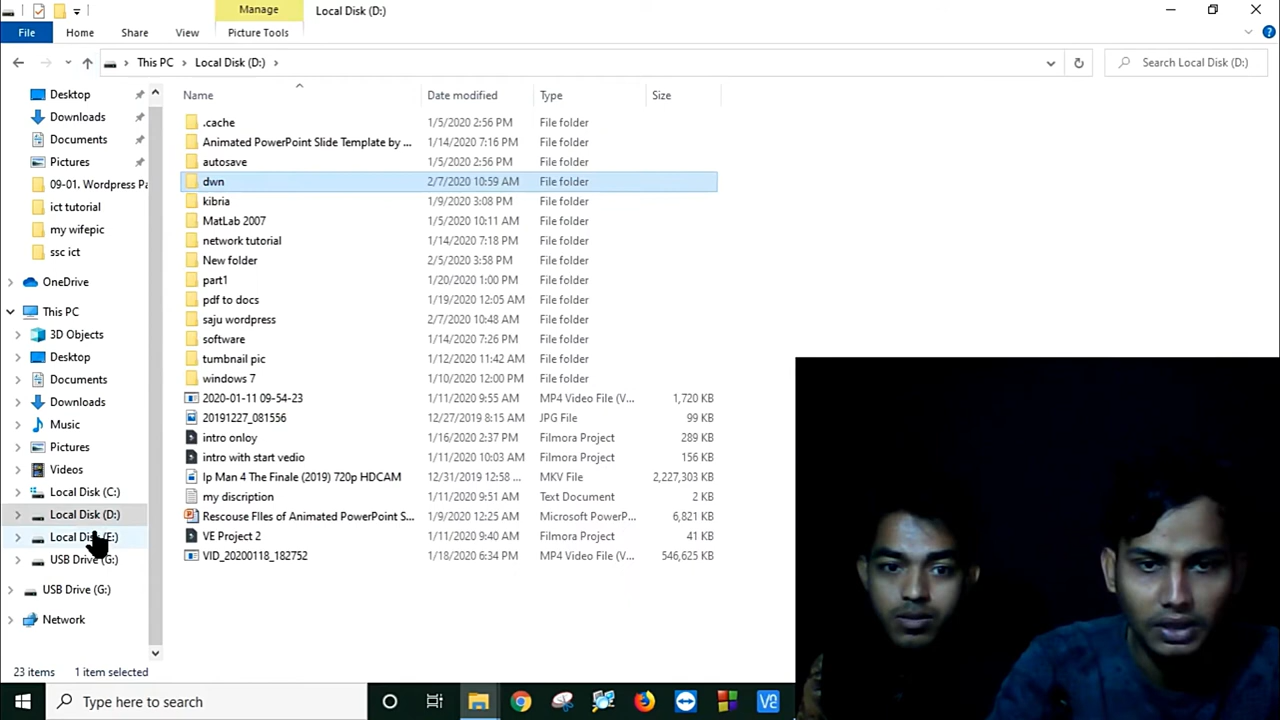 Manage
Local Disk (D:)
File
Home
Share
View
Picture Tools
This PC
Local Disk (D:)
Search Local Disk (D:)
Name
Date modified
Type
Size
Desktop
Downloads
Documents
Pictures
09-01. Wordpress Pa
ict tutorial
my wifepic
ssc ict
OneDrive
This PC
3D Objects
Desktop
Documents
Downloads
Music
Pictures
Videos
Local Disk (C:)
Local Disk (D:)
Local Disk (E:)
USB Drive (G:)
USB Drive (G:)
Network
.cache 1/5/2020 2:56 PM File folder
Animated PowerPoint Slide Template by ... 1/14/2020 7:16 PM File folder
autosave 1/5/2020 2:56 PM File folder
dwn 2/7/2020 10:59 AM File folder
kibria 1/9/2020 3:08 PM File folder
MatLab 2007 1/5/2020 10:11 AM File folder
network tutorial 1/14/2020 7:18 PM File folder
New folder 2/5/2020 3:58 PM File folder
part1 1/20/2020 1:00 PM File folder
pdf to docs 1/19/2020 12:05 AM File folder
saju wordpress 2/7/2020 10:48 AM File folder
software 1/14/2020 7:26 PM File folder
tumbnail pic 1/12/2020 11:42 AM File folder
windows 7 1/10/2020 12:00 PM File folder
2020-01-11 09-54-23 1/11/2020 9:55 AM MP4 Video File (V... 1,720 KB
20191227_081556 12/27/2019 8:15 AM JPG File 99 KB
intro onloy 1/16/2020 2:37 PM Filmora Project 289 KB
intro with start vedio 1/11/2020 10:03 AM Filmora Project 156 KB
Ip Man 4 The Finale (2019) 720p HDCAM 12/31/2019 12:58 ... MKV File 2,227,303 KB
my discription 1/11/2020 9:51 AM Text Document 2 KB
Rescouse FIles of Animated PowerPoint S... 1/9/2020 12:25 AM Microsoft PowerP... 6,821 KB
VE Project 2 1/11/2020 9:40 AM Filmora Project 41 KB
VID_20200118_182752 1/18/2020 6:34 PM MP4 Video File (V... 546,625 KB
23 items 1 item selected
Type here to search